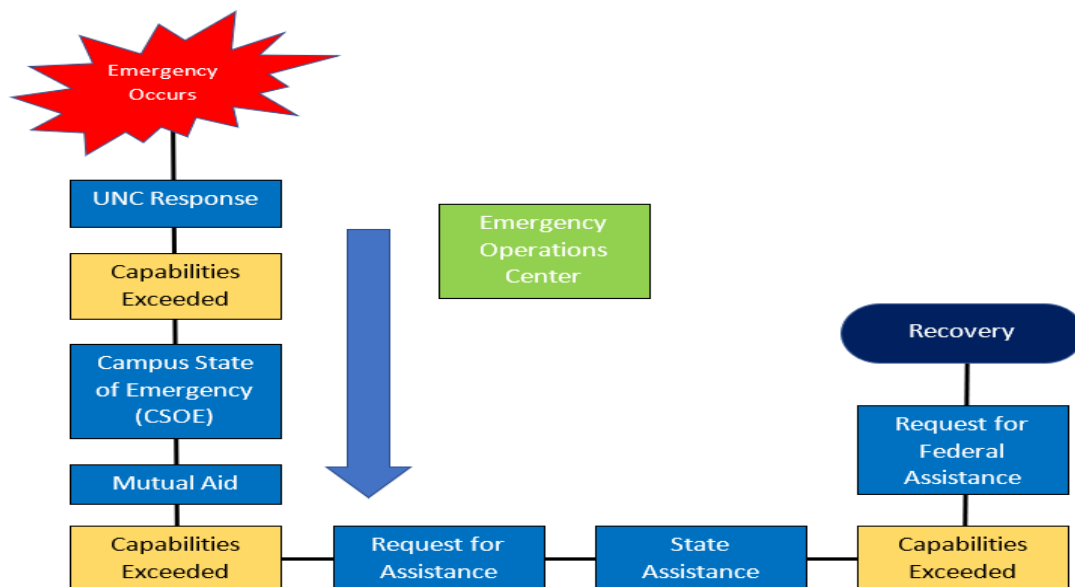 Emergency
Occurs
UNC Response
Capabilities
Exceeded
Campus State
of Emergency
(CSOE)
Mutual Aid
Capabilities
Exceeded
Emergency
Operations
Center
Request for
Assistance
State
Assistance
Capabilities
Exceeded
Request for
Federal
Assistance
Recovery